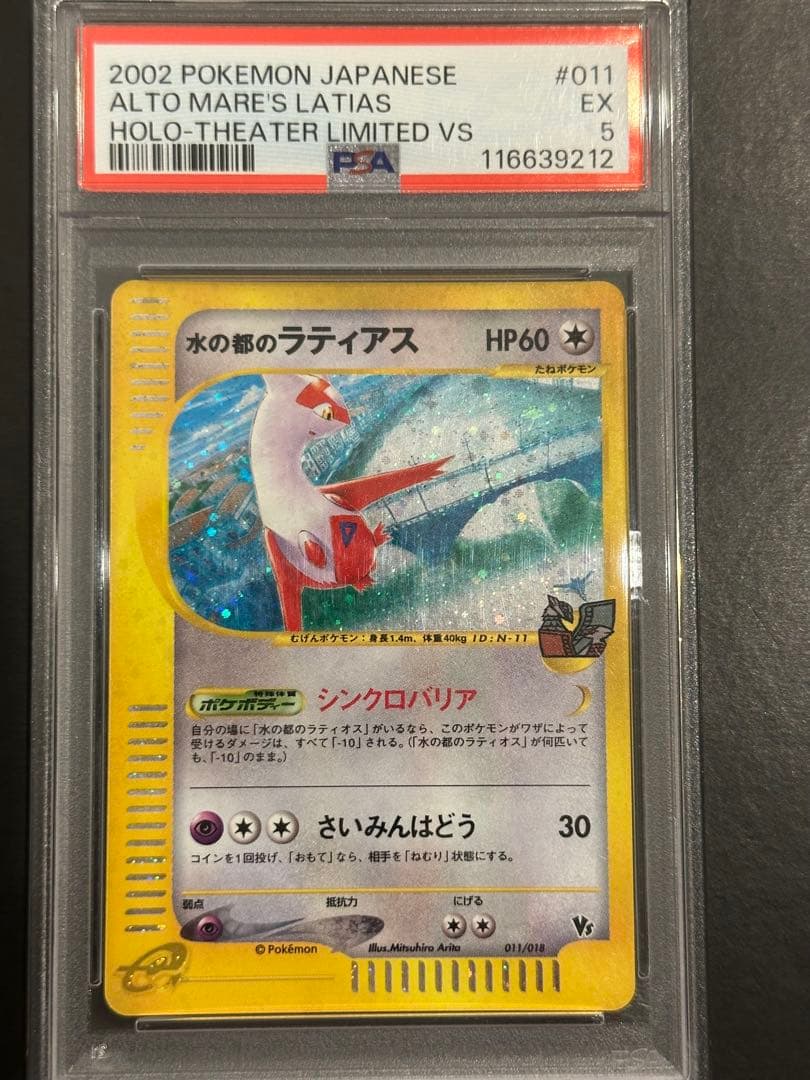 2002 POKEMON JAPANESE #011
ALTO MARE'S LATIAS EX
HOLO-THEATER LIMITED VS 5
PSA 116639212
水の都のラティアス HP60
たねポケモン
むげんポケモン:身長1.4m、体重40kg ID:N-11
特殊体質
ポケボディー シンクロバリア
自分の場に「水の都のラティオス」がいるなら、このポケモンがワザによって
受けるダメージは、すべて「-10」される。(「水の都のラティオス」が何匹いて
も、「-10」のまま。)
さいみんはどう 30
コインを1回投げ、「おもて」なら、相手を「ねむり」状態にする。
弱点 抵抗力 にげる
Vs
©Pokémon Illus.Mitsuhiro Arita 011/018
e